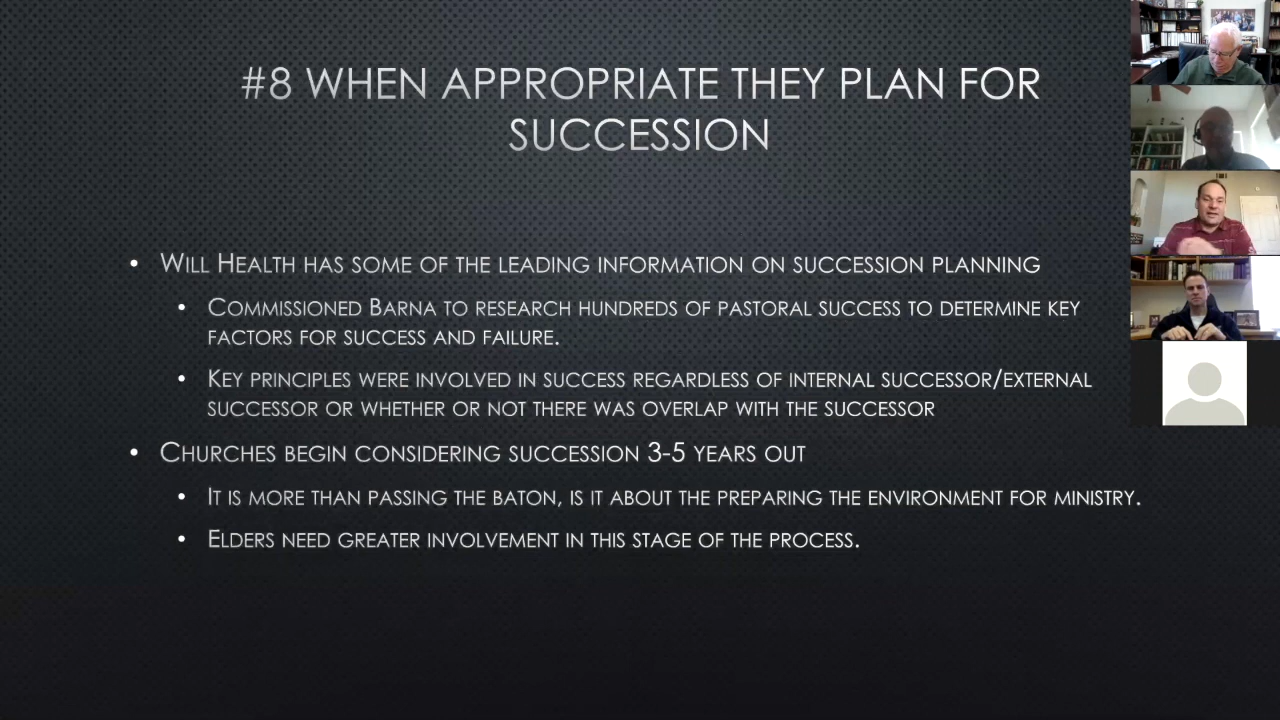 #8 WHEN APPROPRIATE THEY PLAN FOR
SUCCESSION
• WILL HEALTH HAS SOME OF THE LEADING INFORMATION ON SUCCESSION PLANNING
• COMMISSIONED BARNA TO RESEARCH HUNDREDS OF PASTORAL SUCCESS TO DETERMINE KEY
FACTORS FOR SUCCESS AND FAILURE.
• KEY PRINCIPLES WERE INVOLVED IN SUCCESS REGARDLESS OF INTERNAL SUCCESSOR/EXTERNAL
SUCCESSOR OR WHETHER OR NOT THERE WAS OVERLAP WITH THE SUCCESSOR
• CHURCHES BEGIN CONSIDERING SUCCESSION 3-5 YEARS OUT
• IT IS MORE THAN PASSING THE BATON, IS IT ABOUT THE PREPARING THE ENVIRONMENT FOR MINISTRY.
• ELDERS NEED GREATER INVOLVEMENT IN THIS STAGE OF THE PROCESS.